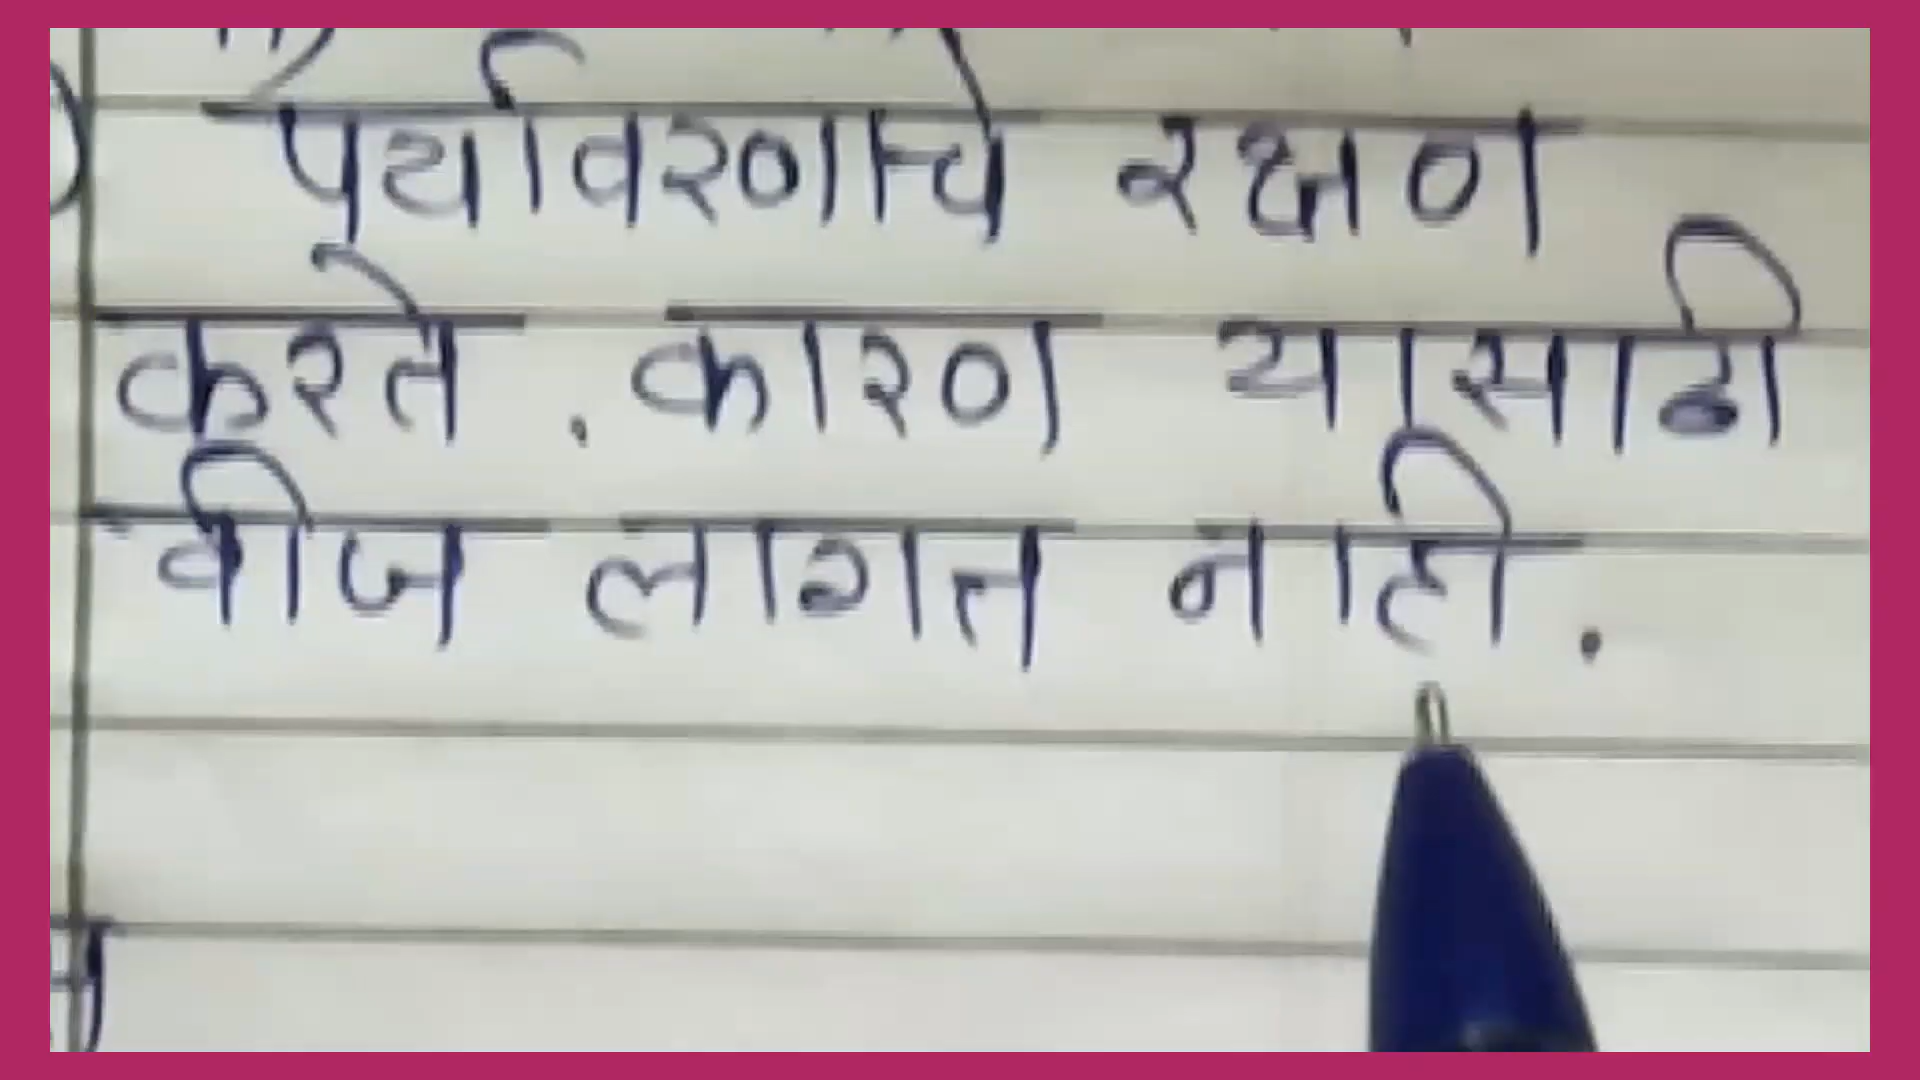 पर्यावरणाचे रक्षण
करते. कारण यासाठी
वीज लागत नाही.